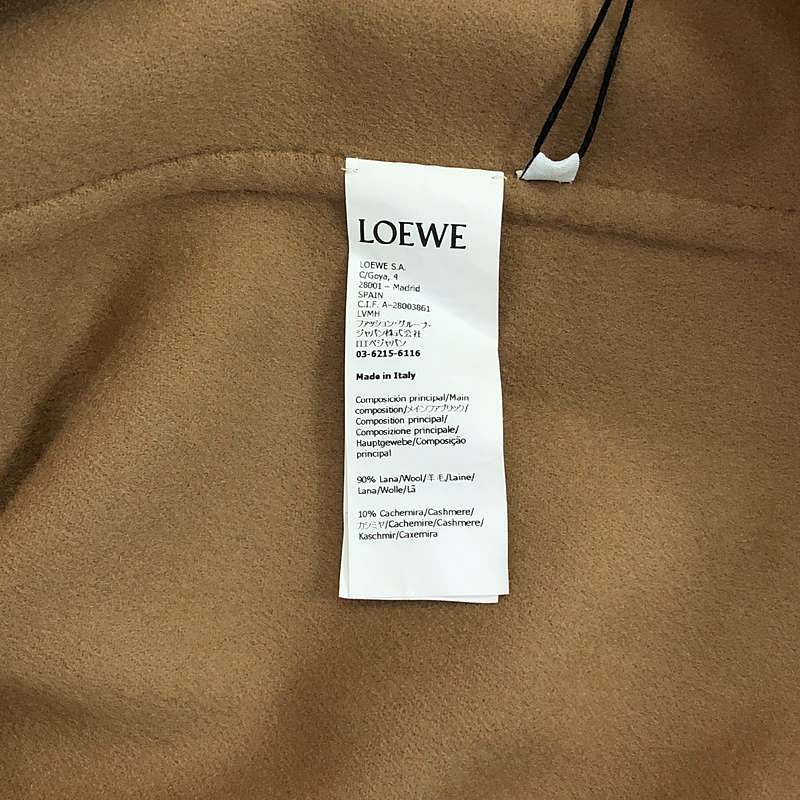 LOEWE
LOEWE S.A.
C/Goya, 4
28001 – Madrid
SPAIN
C.I.F. A-28003861
LVMH
ファッション・グループ・
ジャパン株式会社
ロエベジャパン
03-6215-6116
Made in Italy
Composición principal/Main
composition/メインファブリック/
Composition principal/
Composizione principale/
Hauptgewebe/Composição
principal
90% Lana/Wool/羊毛/Laine/
Lana/Wolle/Lã
10% Cachemira/Cashmere/
カシミヤ/Cachemire/Cashmere/
Kaschmir/Caxemira